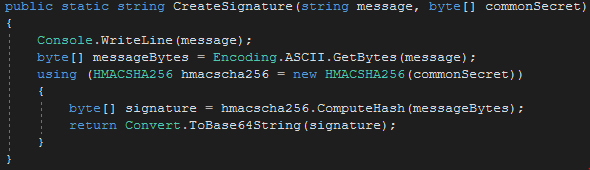 public static string CreateSignature(string message, byte[] commonSecret)
{
    Console.WriteLine(message);
    byte[] messageBytes = Encoding.ASCII.GetBytes(message);
    using (HMACSHA256 hmacscha256 = new HMACSHA256(commonSecret))
    {
        byte[] signature = hmacscha256.ComputeHash(messageBytes);
        return Convert.ToBase64String(signature);
    }
}